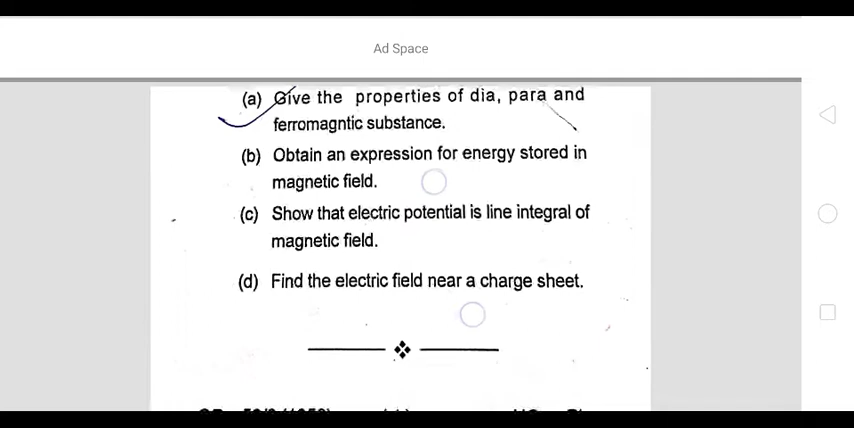 Ad Space
(a) Give the properties of dia, para and
ferromagntic substance.
(b) Obtain an expression for energy stored in
magnetic field.
(c) Show that electric potential is line integral of
magnetic field.
(d) Find the electric field near a charge sheet.